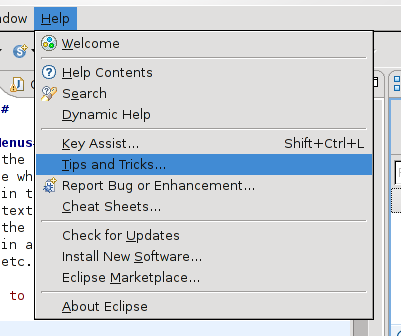 ndow Help
Welcome
Help Contents
Search
Dynamic Help
Key Assist... Shift+Ctrl+L
Tips and Tricks...
Report Bug or Enhancement...
Cheat Sheets...
Check for Updates
Install New Software...
Eclipse Marketplace...
About Eclipse
#
enus
the
e wh
in t
text
the
in a
etc.
to